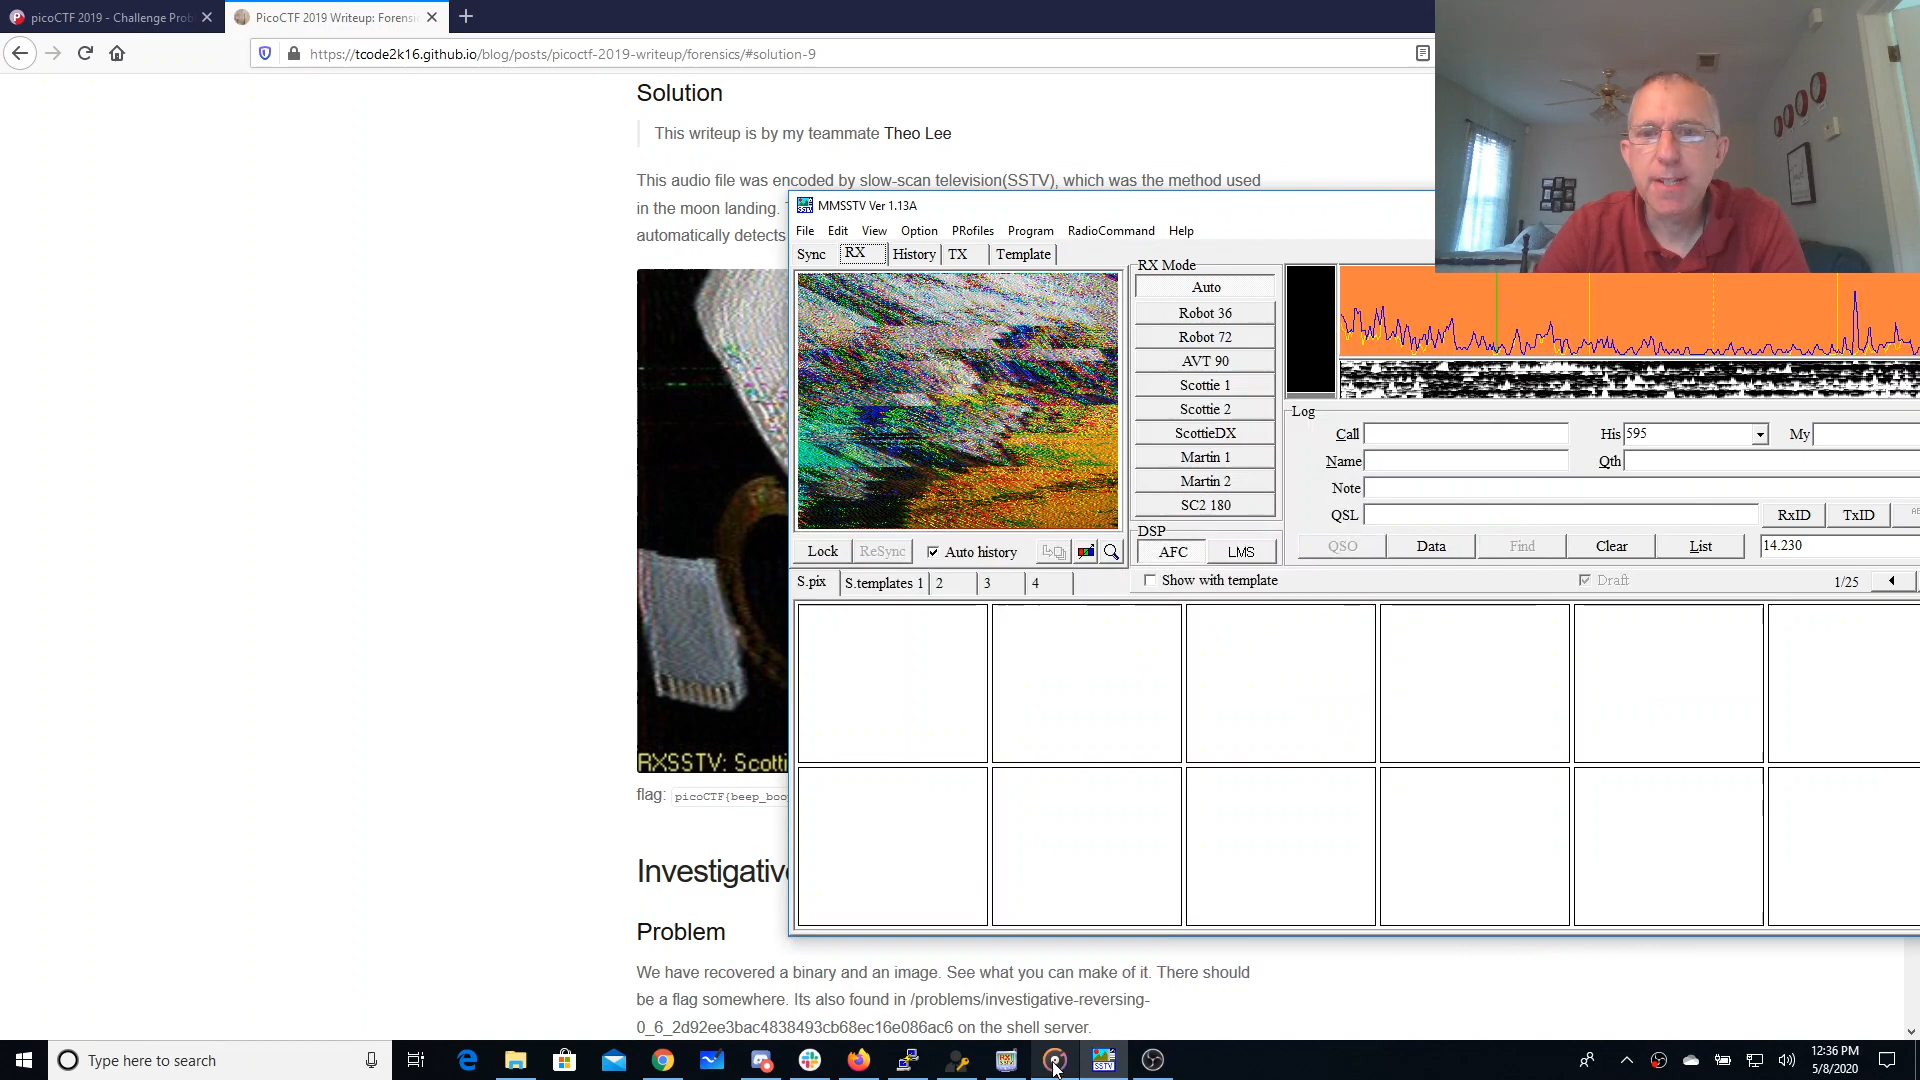 picoCTF 2019 - Challenge Prob
PicoCTF 2019 Writeup: Forensi
https://tcode2k16.github.io/blog/posts/picoctf-2019-writeup/forensics/#solution-9
Solution
This writeup is by my teammate Theo Lee
This audio file was encoded by slow-scan television(SSTV), which was the method used
in the moon landing.
automatically detects
RXSSTV: Scotti
flag: picoCTF{beep_boo
Investigative
Problem
We have recovered a binary and an image. See what you can make of it. There should
be a flag somewhere. Its also found in /problems/investigative-reversing-
0_6_2d92ee3bac4838493cb68ec16e086ac6 on the shell server.
MMSSTV Ver 1.13A
File Edit View Option PRofiles Program RadioCommand Help
Sync RX History TX Template
RX Mode
Auto
Robot 36
Robot 72
AVT 90
Scottie 1
Scottie 2
ScottieDX
Martin 1
Martin 2
SC2 180
DSP
AFC LMS
Lock ReSync Auto history
Log
Call His 595 My
Name Qth
Note
QSL RxID TxID
QSO Data Find Clear List 14.230
S.pix S.templates 1 2 3 4
Show with template Draft 1/25
Type here to search
12:36 PM
5/8/2020